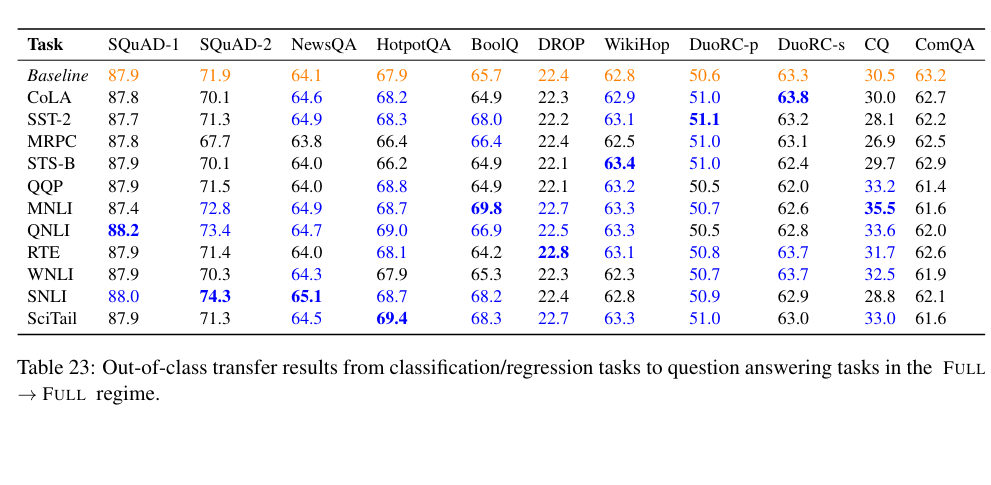 Task SQuAD-1 SQuAD-2 NewsQA HotpotQA BoolQ DROP WikiHop DuoRC-p DuoRC-s CQ ComQA
Baseline 87.9 71.9 64.1 67.9 65.7 22.4 62.8 50.6 63.3 30.5 63.2
CoLA 87.8 70.1 64.6 68.2 64.9 22.3 62.9 51.0 63.8 30.0 62.7
SST-2 87.7 71.3 64.9 68.3 68.0 22.2 63.1 51.1 63.2 28.1 62.2
MRPC 87.8 67.7 63.8 66.4 66.4 22.4 62.5 51.0 63.1 26.9 62.5
STS-B 87.9 70.1 64.0 66.2 64.9 22.1 63.4 51.0 62.4 29.7 62.9
QQP 87.9 71.5 64.0 68.8 64.9 22.1 63.2 50.5 62.0 33.2 61.4
MNLI 87.4 72.8 64.9 68.7 69.8 22.7 63.3 50.7 62.6 35.5 61.6
QNLI 88.2 73.4 64.7 69.0 66.9 22.5 63.3 50.5 62.8 33.6 62.0
RTE 87.9 71.4 64.0 68.1 64.2 22.8 63.1 50.8 63.7 31.7 62.6
WNLI 87.9 70.3 64.3 67.9 65.3 22.3 62.3 50.7 63.7 32.5 61.9
SNLI 88.0 74.3 65.1 68.7 68.2 22.4 62.8 50.9 62.9 28.8 62.1
SciTail 87.9 71.3 64.5 69.4 68.3 22.7 63.3 51.0 63.0 33.0 61.6
Table 23: Out-of-class transfer results from classification/regression tasks to question answering tasks in the FULL
→ FULL regime.